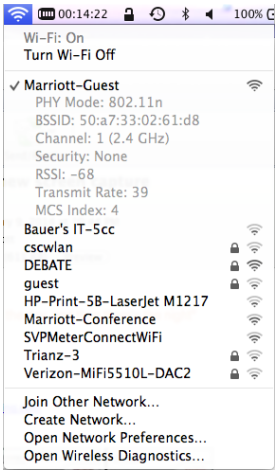 00:14:22 100%
Wi-Fi: On
Turn Wi-Fi Off
Marriott-Guest
PHY Mode: 802.11n
BSSID: 50:a7:33:02:61:d8
Channel: 1 (2.4 GHz)
Security: None
RSSI: -68
Transmit Rate: 39
MCS Index: 4
Bauer's IT-5cc
cscwlan
DEBATE
guest
HP-Print-5B-LaserJet M1217
Marriott-Conference
SVPMeterConnectWiFi
Trianz-3
Verizon-MiFi5510L-DAC2
Join Other Network...
Create Network...
Open Network Preferences...
Open Wireless Diagnostics...